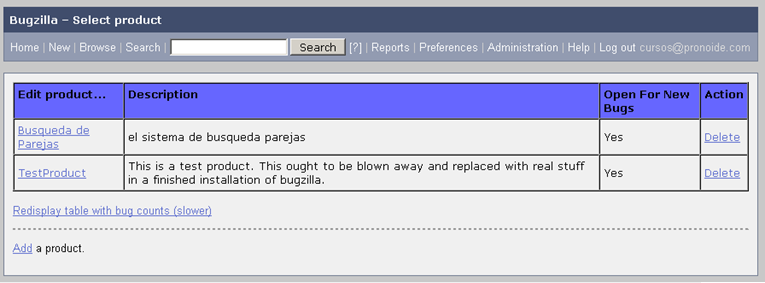 Bugzilla – Select product
Home | New | Browse | Search | Search [?] | Reports | Preferences | Administration | Help | Log out cursos@pronoide.com
Edit product... Description Open For New Bugs Action
Busqueda de Parejas el sistema de busqueda parejas Yes Delete
TestProduct This is a test product. This ought to be blown away and replaced with real stuff in a finished installation of bugzilla. Yes Delete
Redisplay table with bug counts (slower)
Add a product.